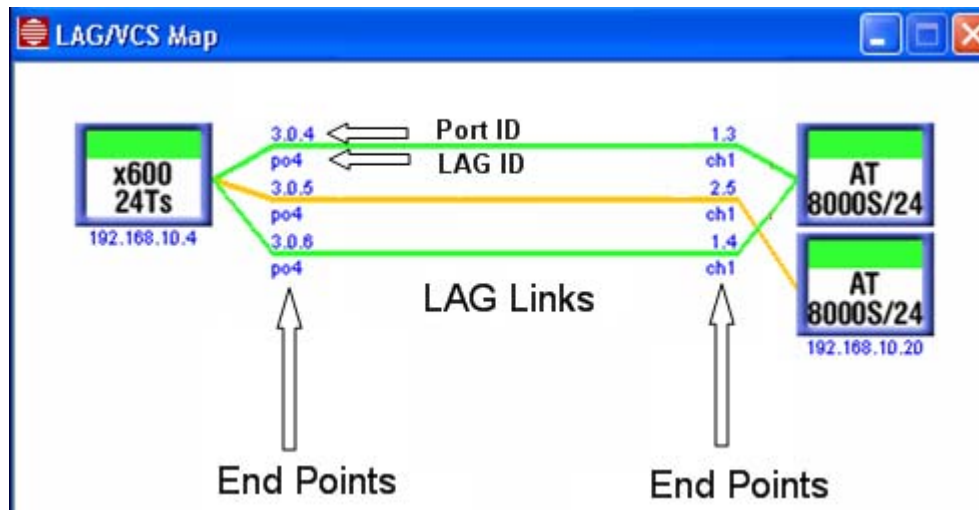 LAG/VCS Map
3.0.4
Port ID
1.3
po4
LAG ID
ch1
x600
24Ts
192.168.10.4
3.0.5
2.5
po4
ch1
3.0.6
1.4
po4
ch1
AT
8000S/24
AT
8000S/24
192.168.10.20
LAG Links
End Points
End Points